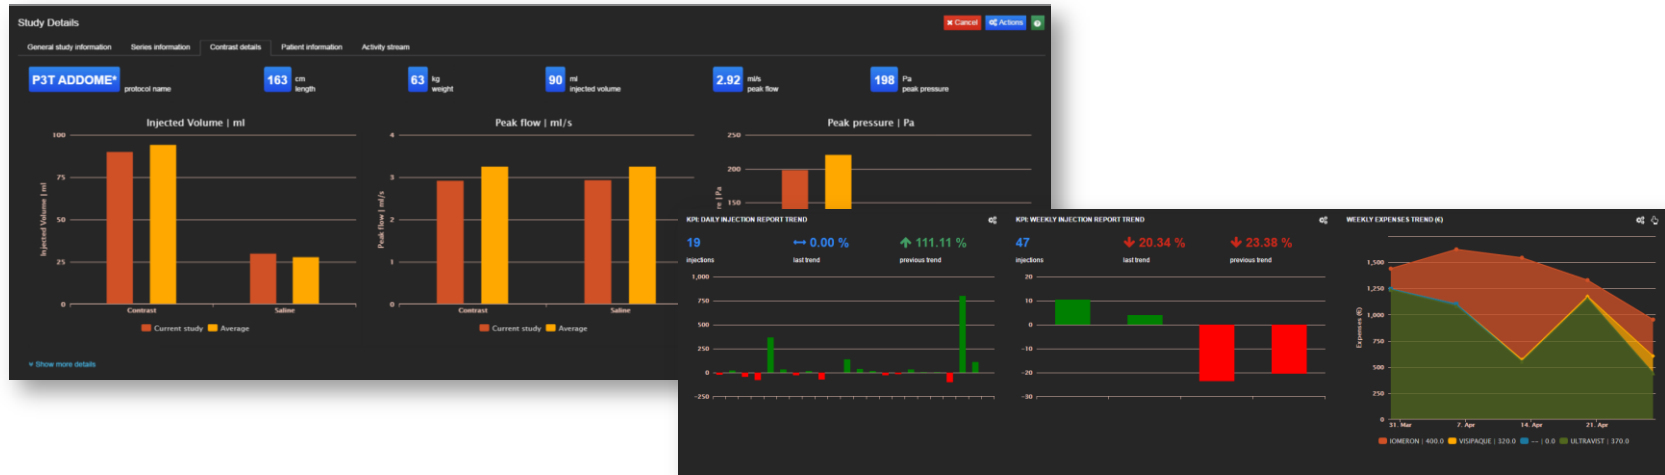 Study Details
Cancel
Actions
General study information
Series information
Contrast details
Patient information
Activity stream
P3T ADDOME*
protocol name
163
cm
length
63
kg
weight
90
ml
injected volume
2.92
ml/s
peak flow
198
Pa
peak pressure
Injected Volume | ml
Injected Volume | ml
100
75
50
25
0
Contrast
Saline
Current study
Average
Peak flow | ml/s
Peak flow | ml/s
4
3
2
1
0
Contrast
Saline
Current study
Average
Peak pressure | Pa
re | Pa
250
200
150
Show more details
KPI: DAILY INJECTION REPORT TREND
19
injections
0.00 %
last trend
111.11 %
previous trend
1,000
750
500
250
0
-250
KPI: WEEKLY INJECTION REPORT TREND
47
injections
20.34 %
last trend
23.38 %
previous trend
20
10
0
-10
-20
-30
WEEKLY EXPENSES TREND (€)
Expenses (€)
1,500
1,250
1,000
750
500
250
0
31. Mar
7. Apr
14. Apr
21. Apr
IOMERON | 400.0
VISIPAQUE | 320.0
--- | 0.0
ULTRAVIST | 370.0